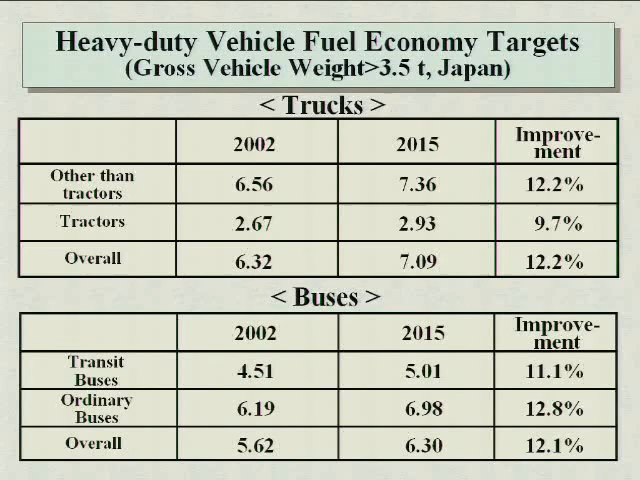 Heavy-duty Vehicle Fuel Economy Targets
(Gross Vehicle Weight>3.5 t, Japan)
< Trucks >
2002 2015 Improve-
ment
Other than
tractors 6.56 7.36 12.2%
Tractors 2.67 2.93 9.7%
Overall 6.32 7.09 12.2%
< Buses >
2002 2015 Improve-
ment
Transit
Buses 4.51 5.01 11.1%
Ordinary
Buses 6.19 6.98 12.8%
Overall 5.62 6.30 12.1%